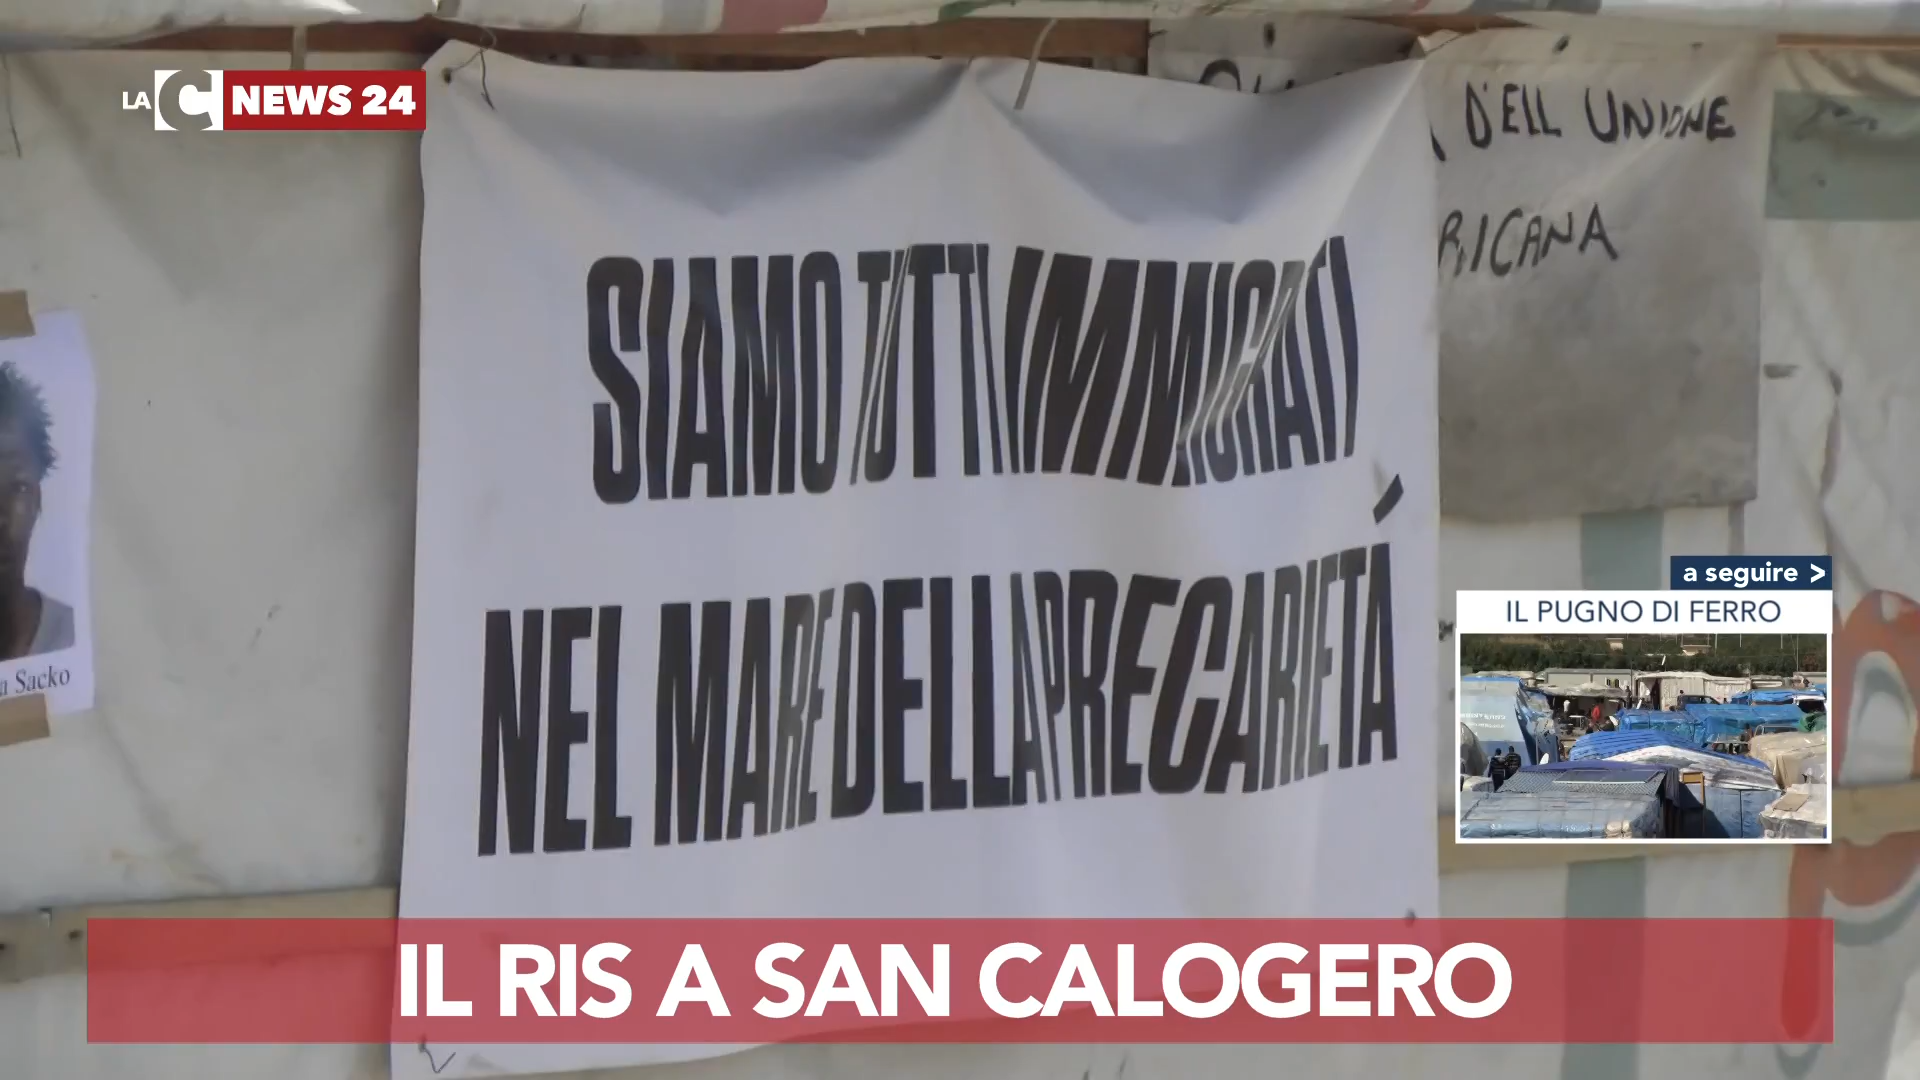 LA C NEWS 24
D'ELL UNIONE
RICANA
SIAMO TUTTI IMMIGRATI
NEL MARE DELLA PRECARIETÁ
a Sacko
a seguire >
IL PUGNO DI FERRO
IL RIS A SAN CALOGERO